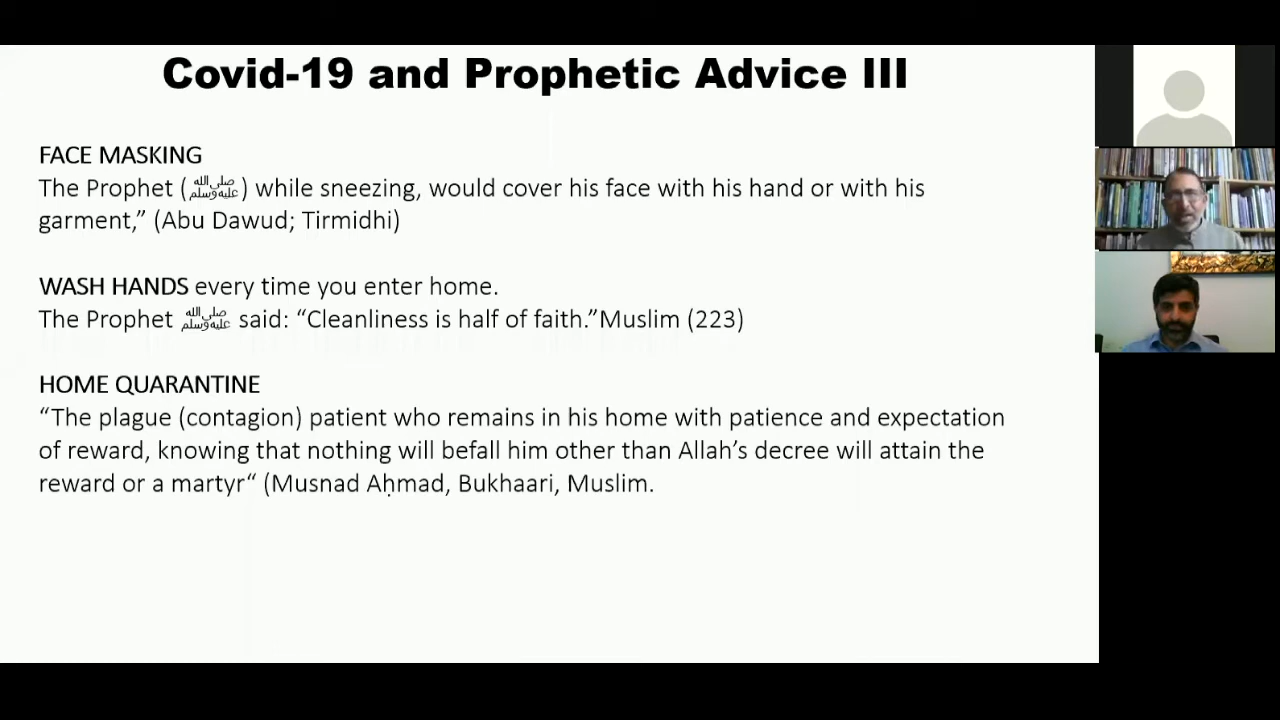 Covid-19 and Prophetic Advice III
FACE MASKING
The Prophet (ﷺ) while sneezing, would cover his face with his hand or with his
garment,” (Abu Dawud; Tirmidhi)
WASH HANDS every time you enter home.
The Prophet ﷺ said: “Cleanliness is half of faith.”Muslim (223)
HOME QUARANTINE
“The plague (contagion) patient who remains in his home with patience and expectation
of reward, knowing that nothing will befall him other than Allah’s decree will attain the
reward or a martyr“ (Musnad Aḥmad, Bukhaari, Muslim.